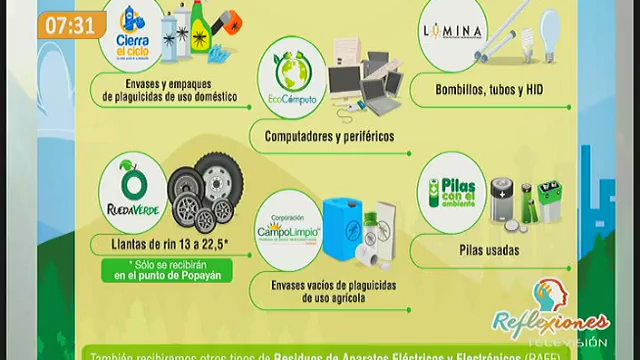 07:31
Cierra
el ciclo
Envases y empaques
de plaguicidas de uso doméstico
EcoCómputo
Computadores y periféricos
LÚMINA
Bombillos, tubos y HID
RUEDAVERDE
Llantas de rin 13 a 22,5*
* Sólo se recibirán
en el punto de Popayán
Corporación
CampoLimpio
Envases vacíos de plaguicidas
de uso agrícola
Pilas
con el
ambiente
Pilas usadas
Reflexiones
TELEVISIÓN
También recibiremos otros tipos de Residuos de Aparatos Eléctricos y Electrónicos (RAEE)